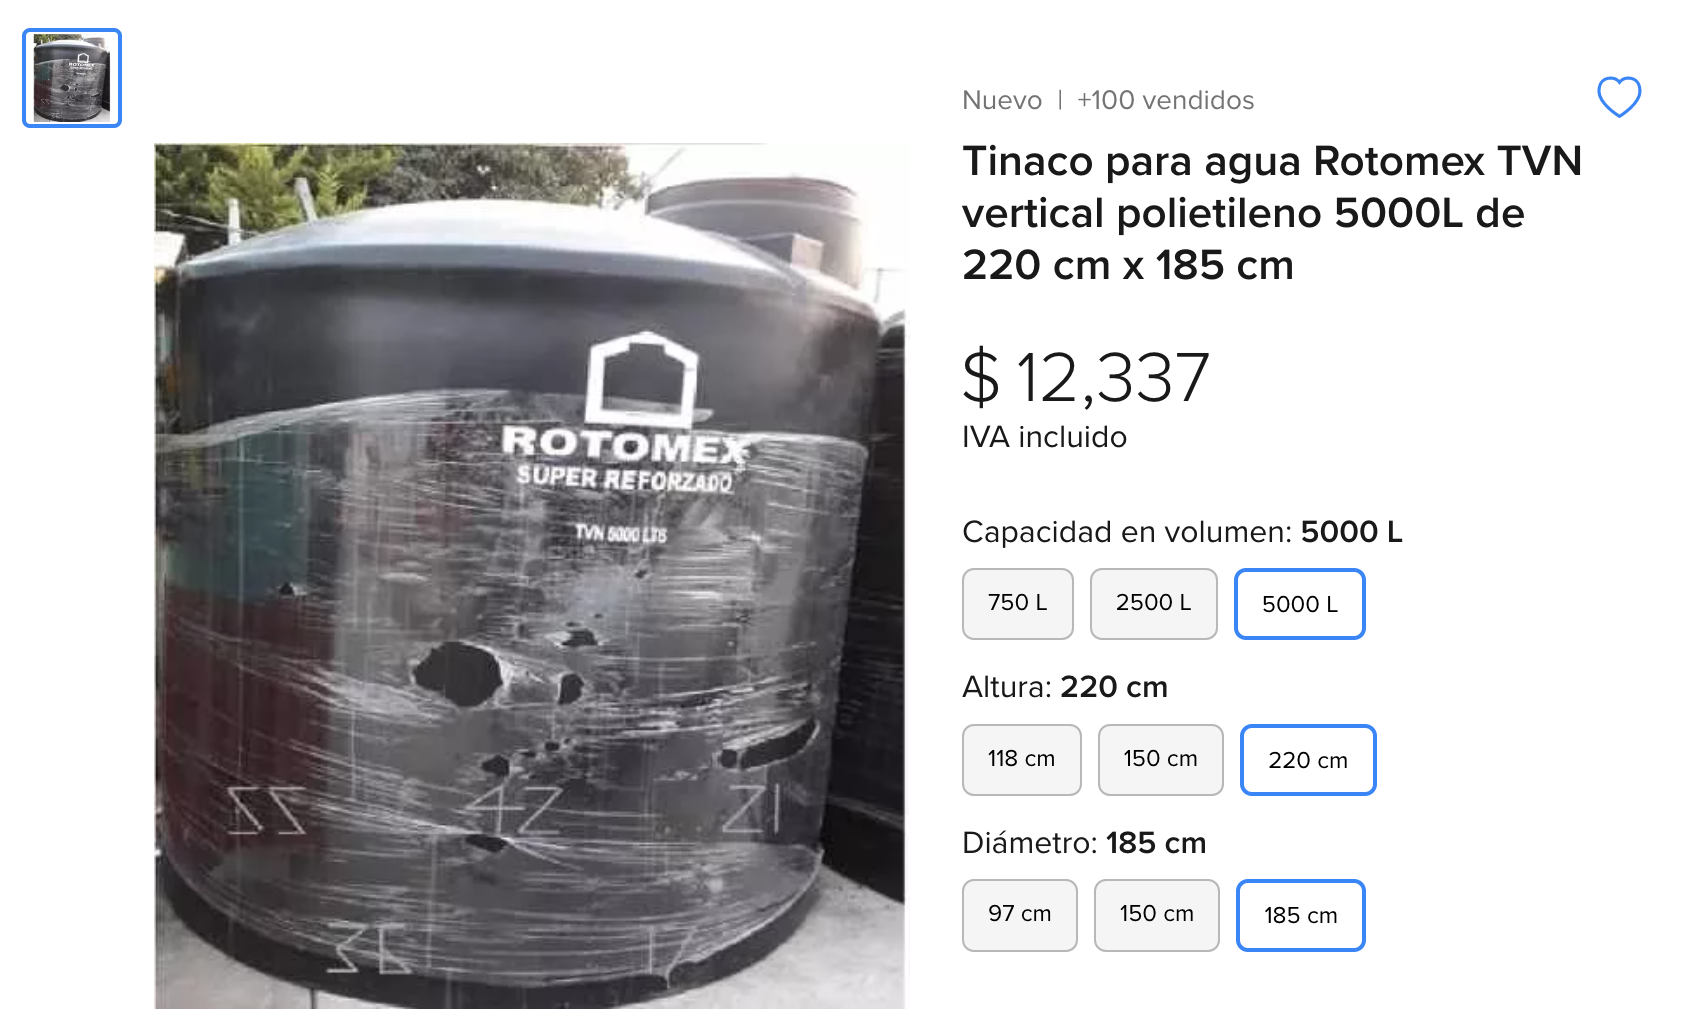 Nuevo | +100 vendidos
Tinaco para agua Rotomex TVN
vertical polietileno 5000L de
220 cm x 185 cm
$ 12,337
IVA incluido
Capacidad en volumen: 5000 L
750 L
2500 L
5000 L
Altura: 220 cm
118 cm
150 cm
220 cm
Diámetro: 185 cm
97 cm
150 cm
185 cm
ROTOMEX
SUPER REFORZADO
TVN 5000 LTS